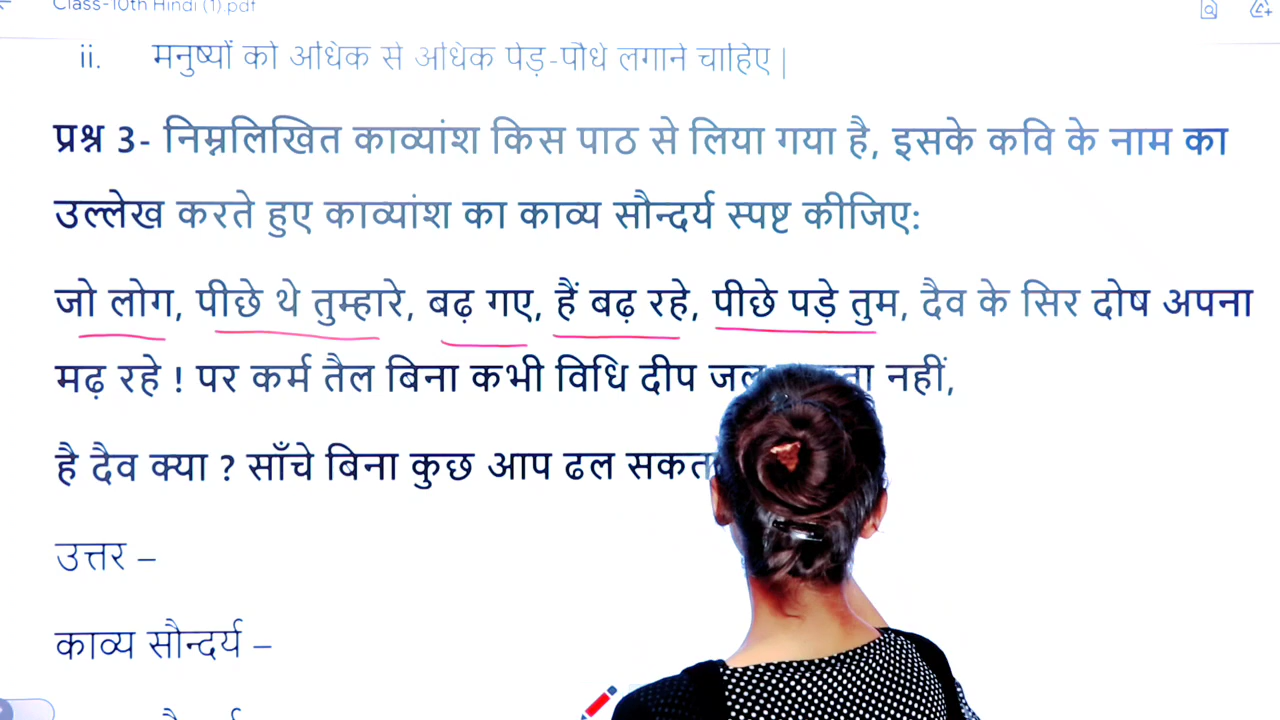 Class-10th Hindi (1).pdf
ii. मनुष्यों को अधिक से अधिक पेड़-पौधे लगाने चाहिए |
प्रश्न 3- निम्नलिखित काव्यांश किस पाठ से लिया गया है, इसके कवि के नाम का
उल्लेख करते हुए काव्यांश का काव्य सौन्दर्य स्पष्ट कीजिए:
जो लोग, पीछे थे तुम्हारे, बढ़ गए, हैं बढ़ रहे, पीछे पड़े तुम, दैव के सिर दोष अपना
मढ़ रहे ! पर कर्म तैल बिना कभी विधि दीप जल नहीं,
है दैव क्या ? साँचे बिना कुछ आप ढल
उत्तर –
काव्य सौन्दर्य –